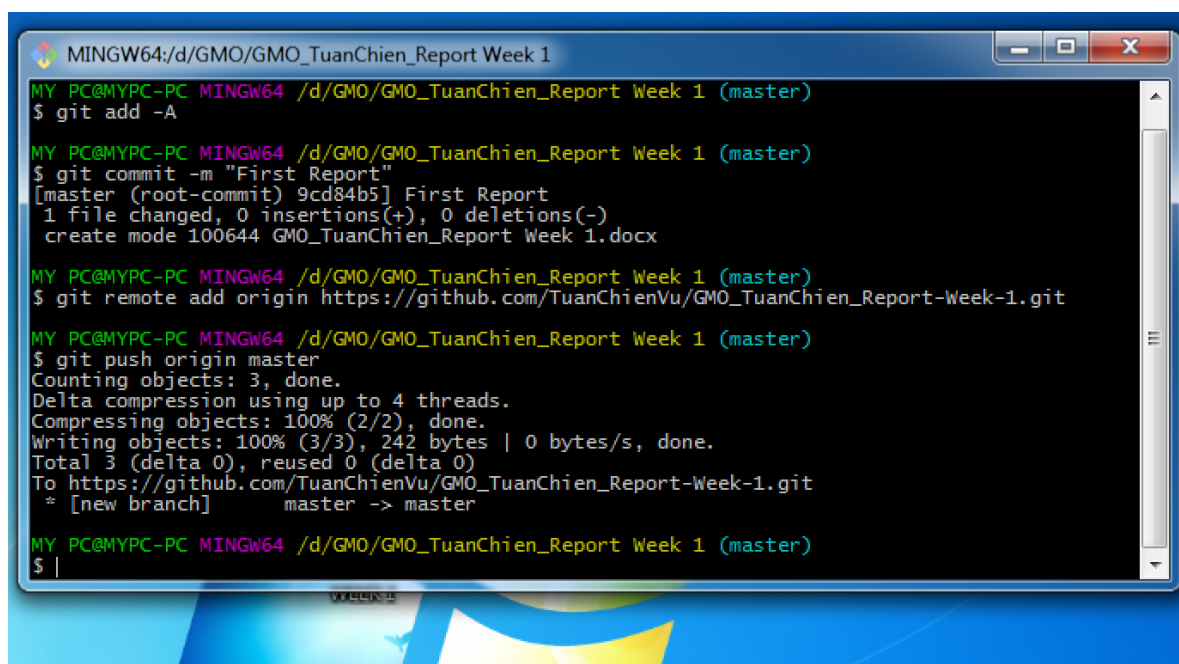 MINGW64:/d/GMO/GMO_TuanChien_Report Week 1
MY PC@MYPC-PC MINGW64 /d/GMO/GMO_TuanChien_Report Week 1 (master)
$ git add -A
MY PC@MYPC-PC MINGW64 /d/GMO/GMO_TuanChien_Report Week 1 (master)
$ git commit -m "First Report"
[master (root-commit) 9cd84b5] First Report
 1 file changed, 0 insertions(+), 0 deletions(-)
 create mode 100644 GMO_TuanChien_Report Week 1.docx
MY PC@MYPC-PC MINGW64 /d/GMO/GMO_TuanChien_Report Week 1 (master)
$ git remote add origin https://github.com/TuanChienVu/GMO_TuanChien_Report-Week-1.git
MY PC@MYPC-PC MINGW64 /d/GMO/GMO_TuanChien_Report Week 1 (master)
$ git push origin master
Counting objects: 3, done.
Delta compression using up to 4 threads.
Compressing objects: 100% (2/2), done.
Writing objects: 100% (3/3), 242 bytes | 0 bytes/s, done.
Total 3 (delta 0), reused 0 (delta 0)
To https://github.com/TuanChienVu/GMO_TuanChien_Report-Week-1.git
 * [new branch]      master -> master
MY PC@MYPC-PC MINGW64 /d/GMO/GMO_TuanChien_Report Week 1 (master)
$
WEEK 1